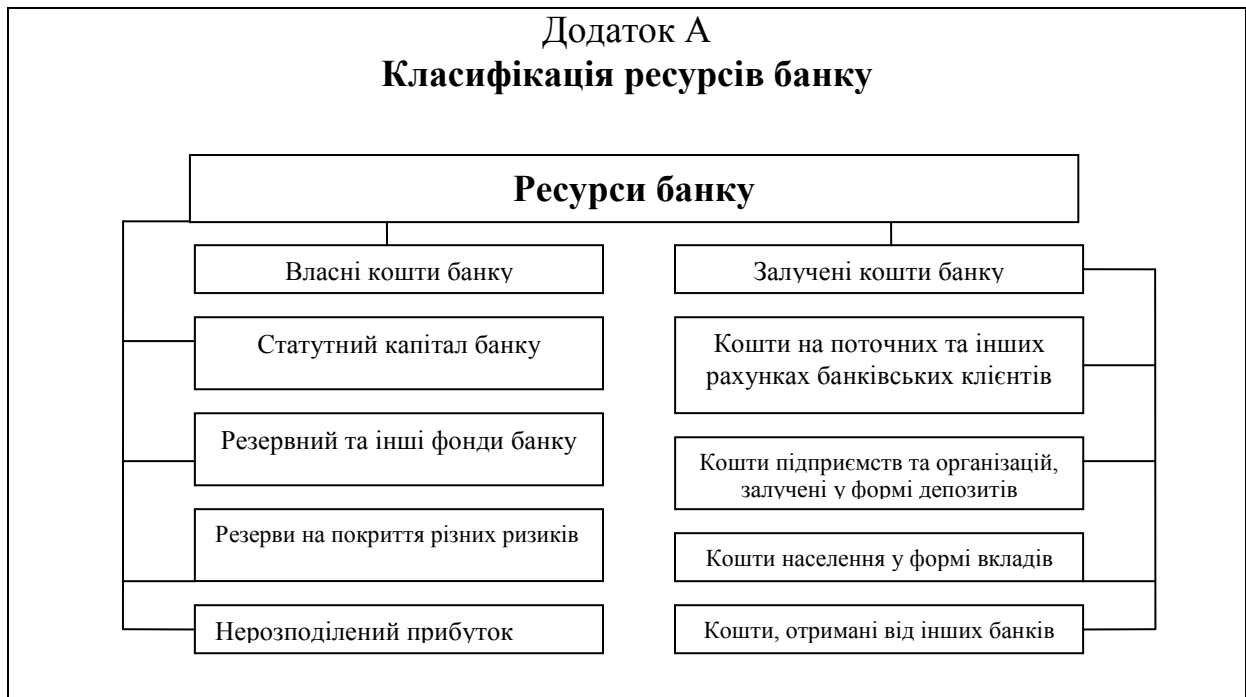 Додаток А
Класифікація ресурсів банку
Ресурси банку
Власні кошти банку
Статутний капітал банку
Резервний та інші фонди банку
Резерви на покриття різних ризиків
Нерозподілений прибуток
Залучені кошти банку
Кошти на поточних та інших
рахунках банківських клієнтів
Кошти підприємств та організацій,
залучені у формі депозитів
Кошти населення у формі вкладів
Кошти, отримані від інших банків